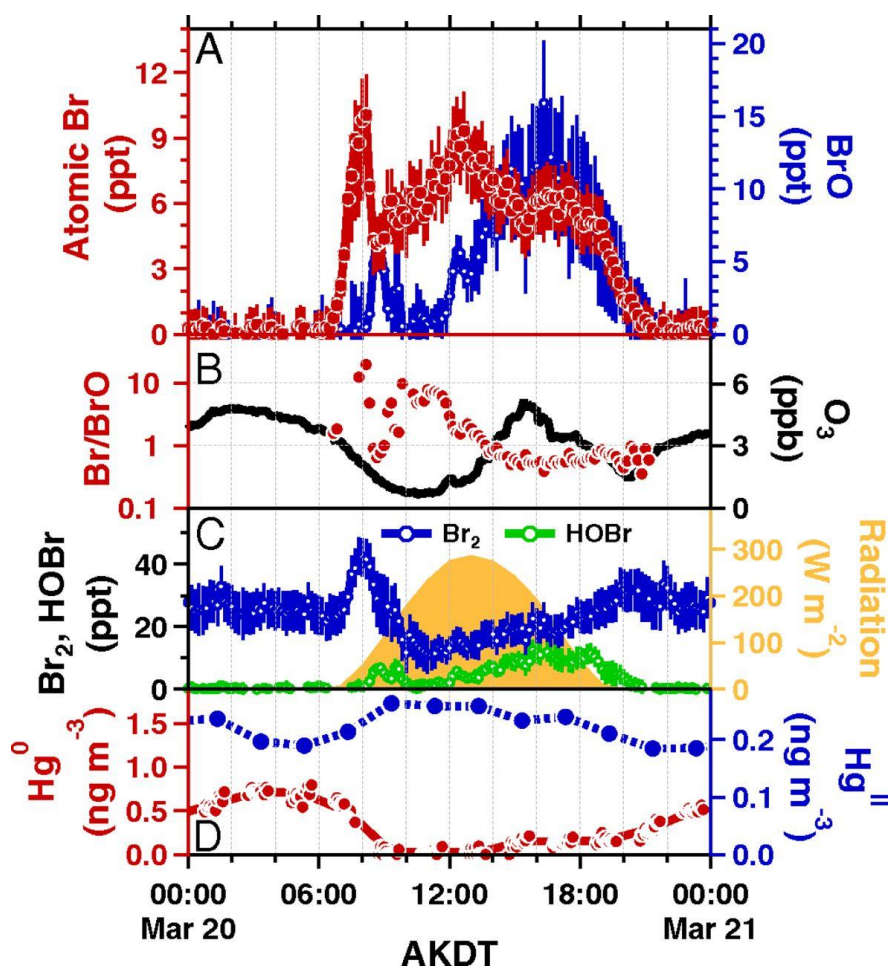 A
Atomic Br
(ppt)
12
9
6
3
0
20
15
10
5
0
BrO
(ppt)
B
Br/BrO
10
1
0.1
6
3
0
O₃
(ppb)
C
Br₂
HOBr
Br₂, HOBr
(ppt)
40
20
0
300
200
100
0
Radiation
(W m⁻²)
D
Hg⁰
(ng m⁻³)
1.5
1.0
0.5
0.0
0.2
0.1
0.0
Hg^II
(ng m⁻³)
00:00
06:00
12:00
18:00
00:00
Mar 20
Mar 21
AKDT